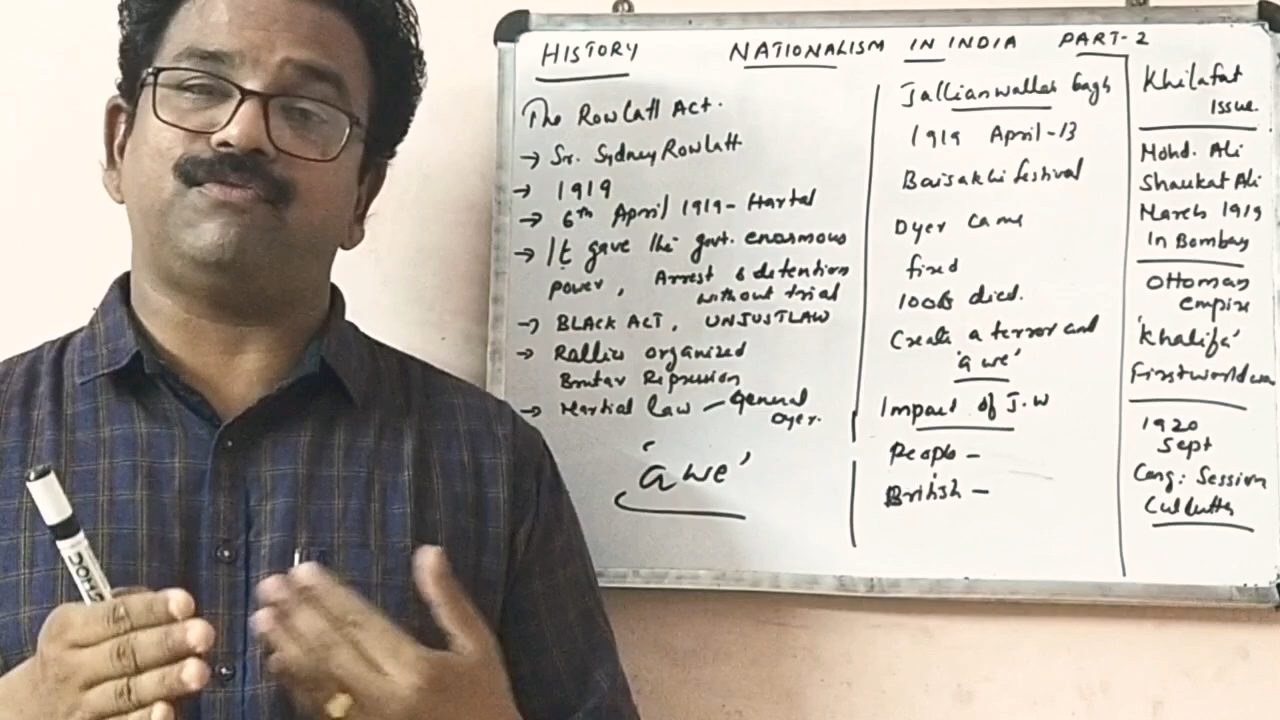 HISTORY NATIONALISM IN INDIA PART-2
The Rowlatt Act.
→ Sir. Sydney Rowlatt
→ 1919
→ 6th April 1919 - Hartal
→ It gave the govt. enormous
power, Arrest & detention
without trial
→ BLACK ACT, UNJUSTLAW
→ Rallies organized
Brutal Repression
→ Martial law - General
Dyer.
'awe'
Jallianwallah bagh
1919 April-13
Baisakhi festival
Dyer came
fired
100ds died.
Create a terror and
'awe'
Impact of J.W
People -
British -
Khilafat
Issue
Mohd. Ali
Shaukat Ali
March 1919
In Bombay
Ottoman
empire
'Khalifa'
First world war
1920
Sept
Cong: Session
Calcutta